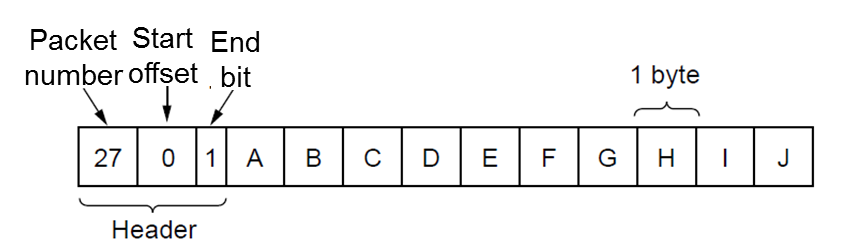 Packet Start End
number offset bit
1 byte
27 0 1 A B C D E F G H I J
Header